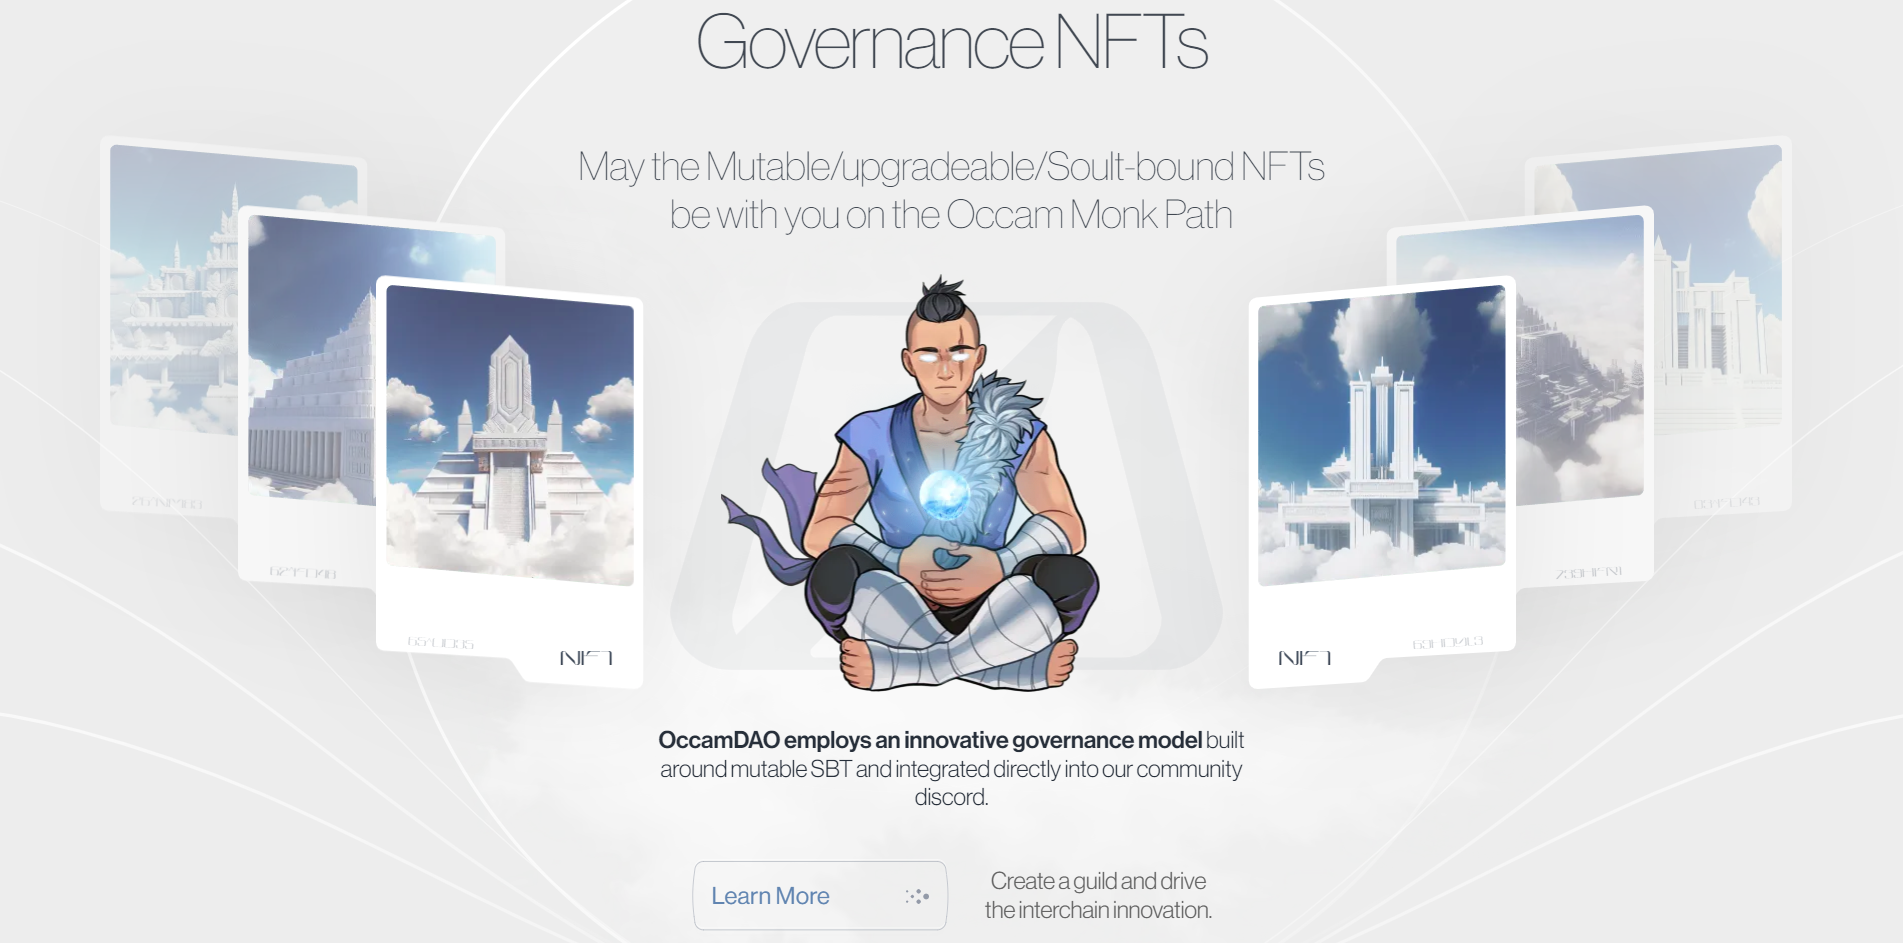 Governance NFTs
May the Mutable/upgradeable/Soult-bound NFTs
be with you on the Occam Monk Path
NFT
NFT
OccamDAO employs an innovative governance model built
around mutable SBT and integrated directly into our community
discord.
Learn More
Create a guild and drive
the interchain innovation.